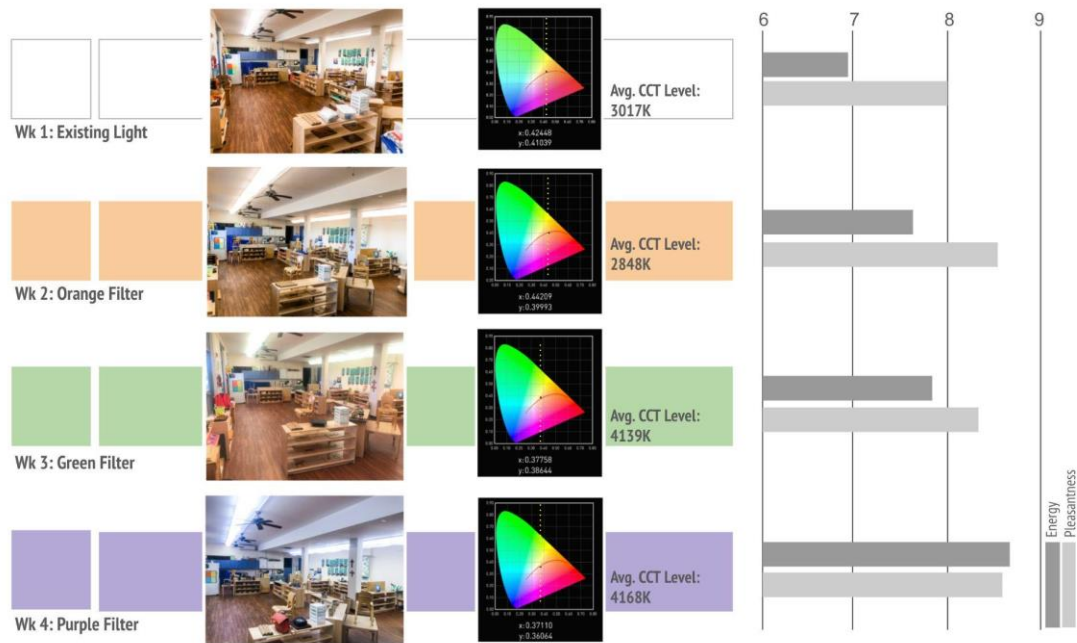 6 7 8 9
Avg. CCT Level:
3017K
x:0.42448
y:0.41039
Wk 1: Existing Light
Avg. CCT Level:
2848K
x:0.44209
y:0.39993
Wk 2: Orange Filter
Avg. CCT Level:
4139K
x:0.37758
y:0.38644
Wk 3: Green Filter
Avg. CCT Level:
4168K
x:0.37110
y:0.36064
Wk 4: Purple Filter
Energy
Pleasantness